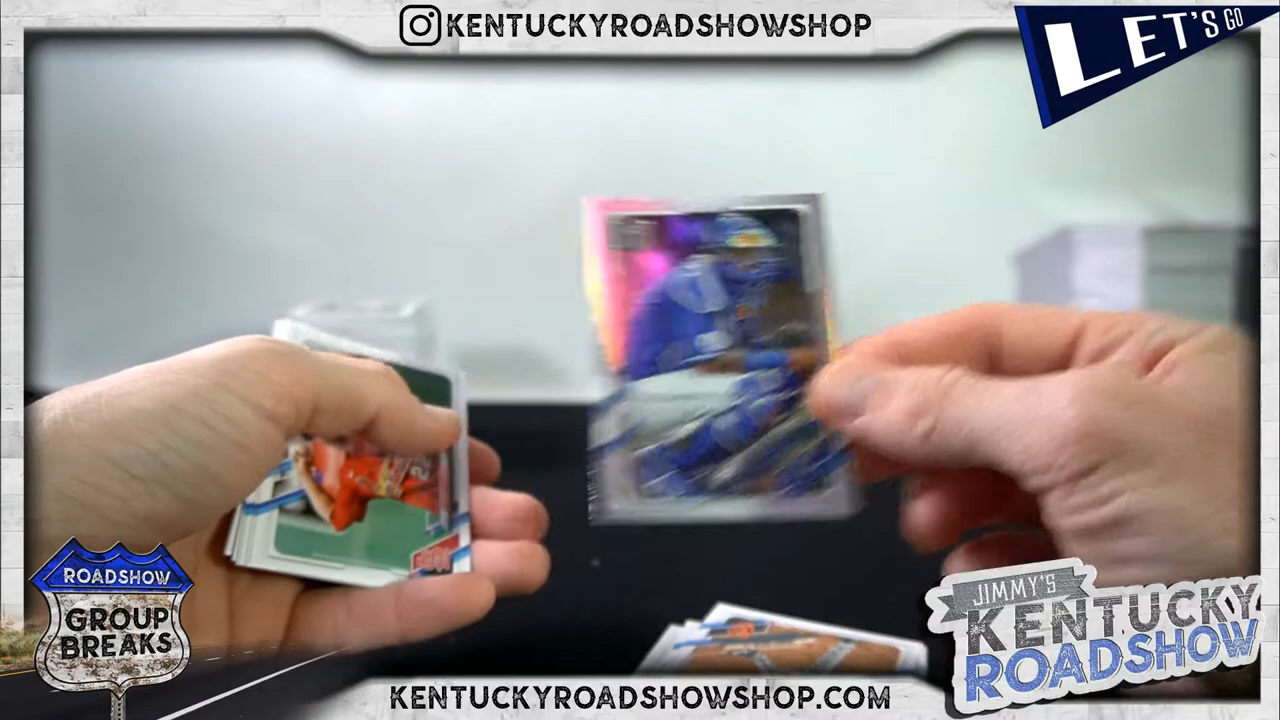 KENTUCKYROADSHOWSHOP
LET'S GO
ROADSHOW
GROUP
BREAKS
JIMMY'S
KENTUCKY
ROADSHOW
KENTUCKYROADSHOWSHOP.COM